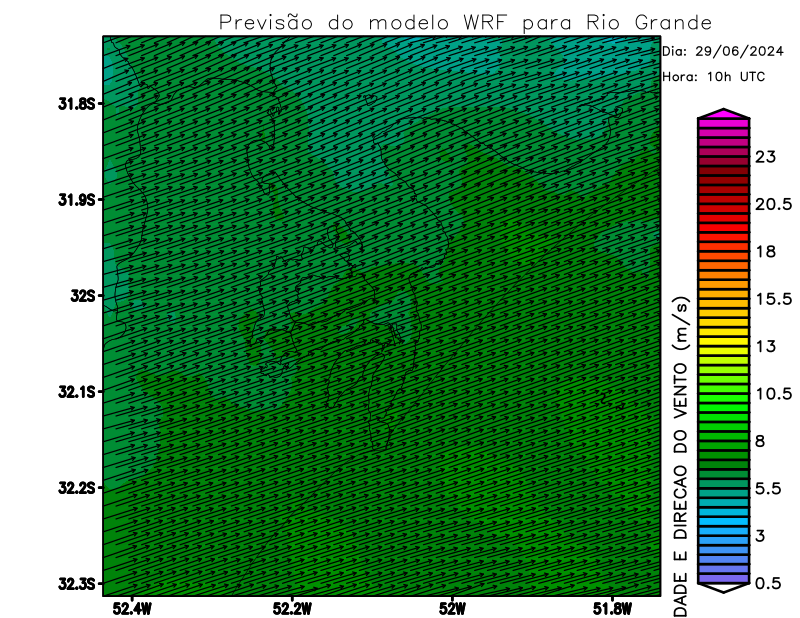 Previsão do modelo WRF para Rio Grande
Dia: 29/06/2024
Hora: 10h UTC
31.8S
31.9S
32S
32.1S
32.2S
32.3S
52.4W
52.2W
52W
51.8W
23
20.5
18
15.5
13
10.5
8
5.5
3
0.5
DADE E DIRECAO DO VENTO (m/s)